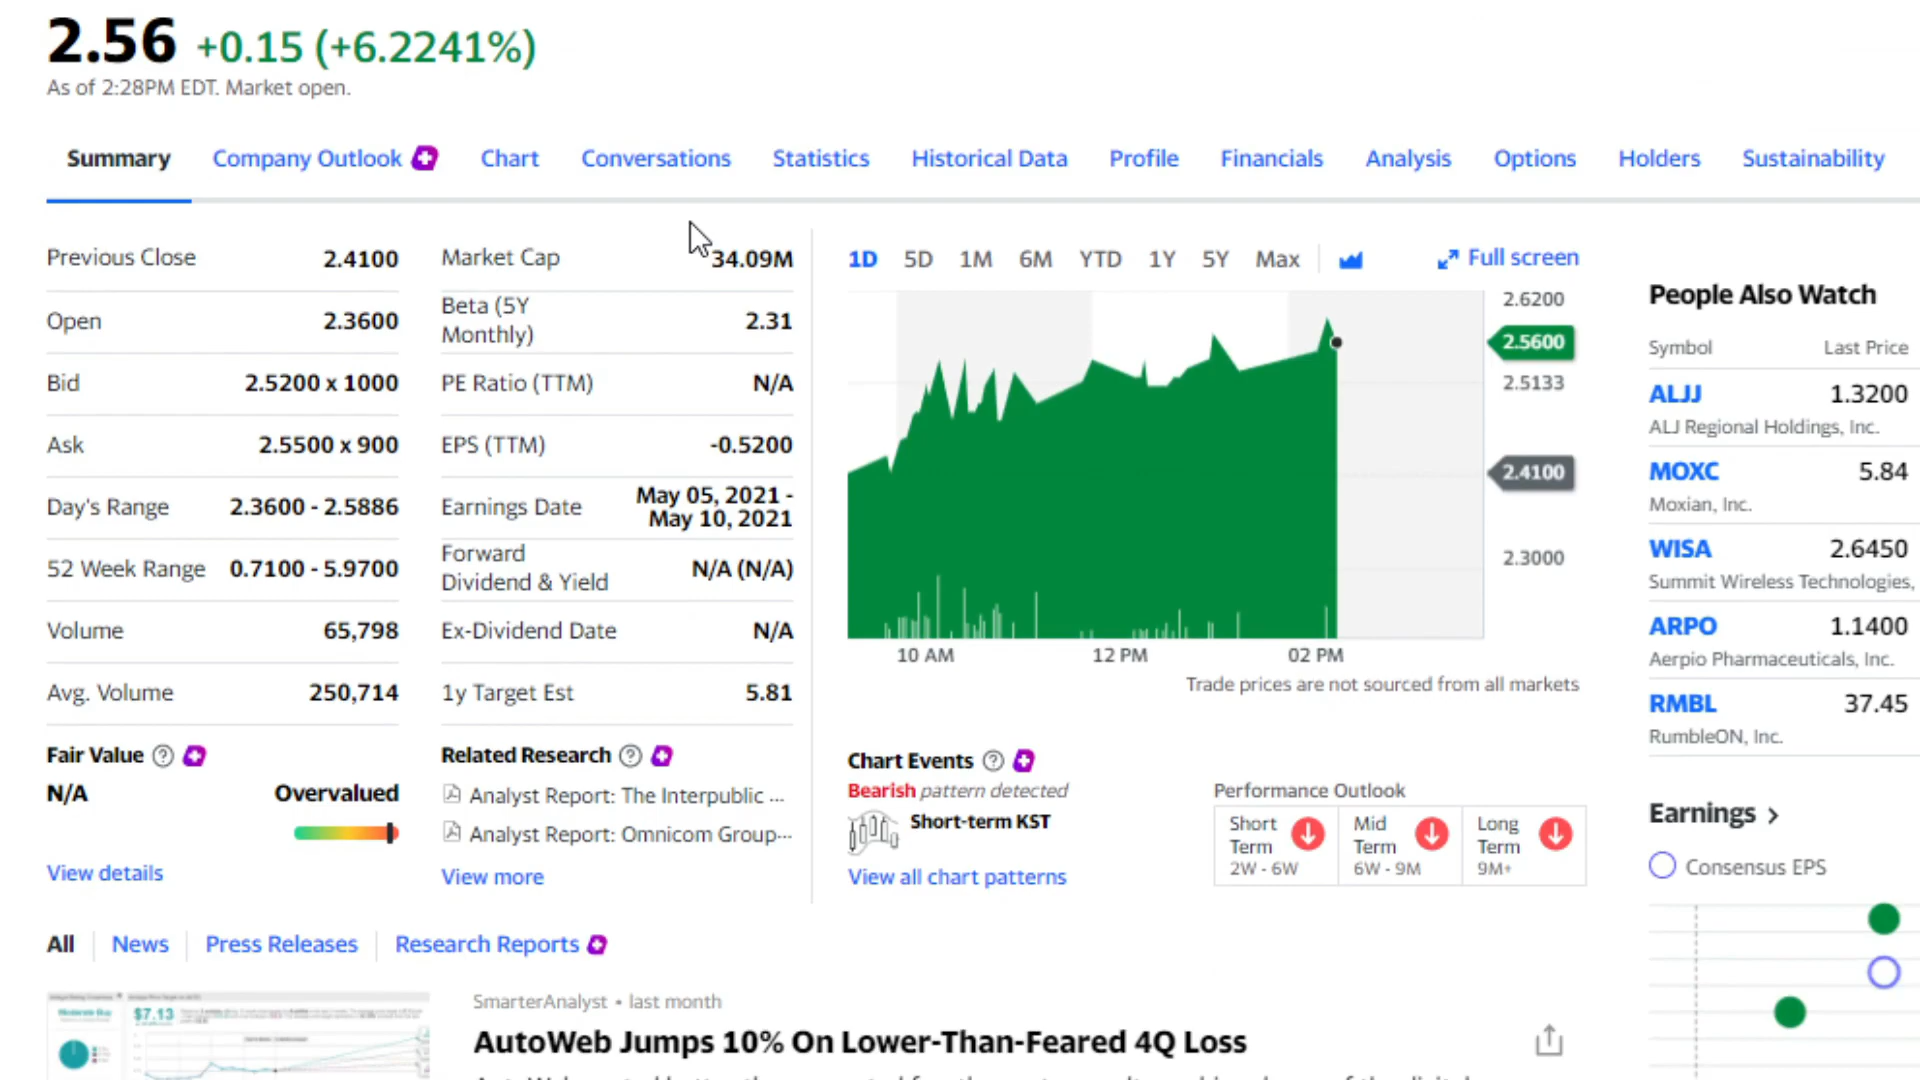 2.56 +0.15 (+6.2241%)
As of 2:28PM EDT. Market open.
Summary Company Outlook Chart Conversations Statistics Historical Data Profile Financials Analysis Options Holders Sustainability
Previous Close 2.4100
Open 2.3600
Bid 2.5200 x 1000
Ask 2.5500 x 900
Day's Range 2.3600 - 2.5886
52 Week Range 0.7100 - 5.9700
Volume 65,798
Avg. Volume 250,714
Market Cap 34.09M
Beta (5Y
Monthly) 2.31
PE Ratio (TTM) N/A
EPS (TTM) -0.5200
Earnings Date May 05, 2021 -
May 10, 2021
Forward
Dividend & Yield N/A (N/A)
Ex-Dividend Date N/A
1y Target Est 5.81
1D 5D 1M 6M YTD 1Y 5Y Max Full screen
2.6200
2.5600
2.5133
2.4100
2.3000
10 AM 12 PM 02 PM
Trade prices are not sourced from all markets
Fair Value
N/A Overvalued
View details
Related Research
Analyst Report: The Interpublic ...
Analyst Report: Omnicom Group...
View more
Chart Events
Bearish pattern detected
Short-term KST
View all chart patterns
Performance Outlook
Short
Term
2W - 6W
Mid
Term
6W - 9M
Long
Term
9M+
People Also Watch
Symbol Last Price
ALJJ 1.3200
ALJ Regional Holdings, Inc.
MOXC 5.84
Moxian, Inc.
WISA 2.6450
Summit Wireless Technologies,
ARPO 1.1400
Aerpio Pharmaceuticals, Inc.
RMBL 37.45
RumbleON, Inc.
Earnings >
Consensus EPS
All News Press Releases Research Reports
$7.13
SmarterAnalyst • last month
AutoWeb Jumps 10% On Lower-Than-Feared 4Q Loss